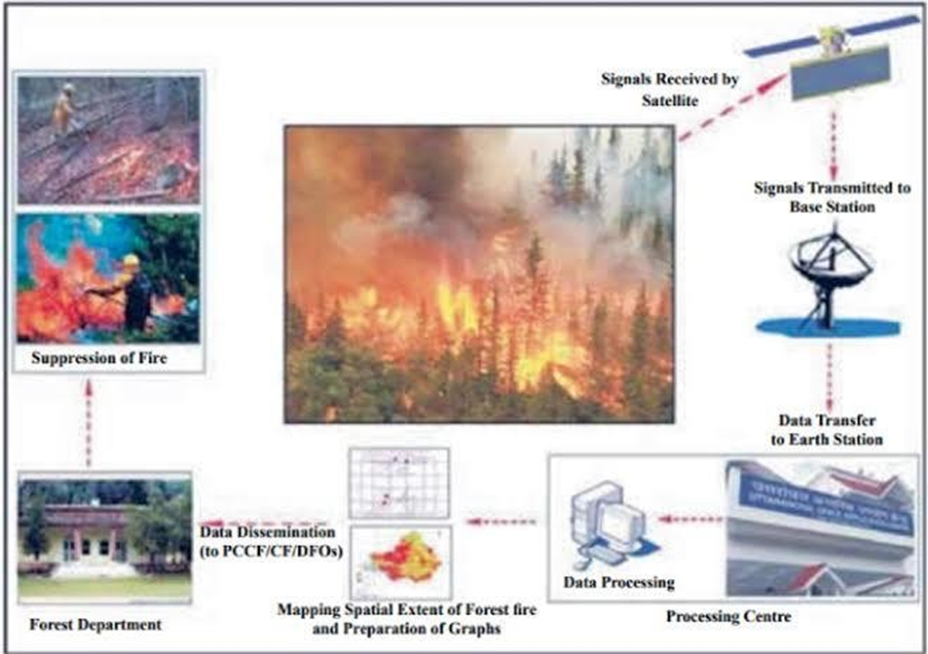 Signals Received by
Satellite
Signals Transmitted to
Base Station
Data Transfer
to Earth Station
Data Processing
Processing Centre
Mapping Spatial Extent of Forest fire
and Preparation of Graphs
Data Dissemination
(to PCCF/CF/DFOs)
Forest Department
Suppression of Fire